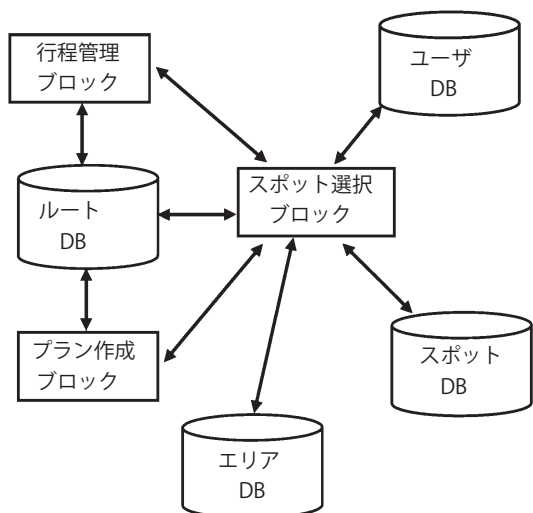 行程管理
ブロック
ユーザ
DB
スポット選択
ブロック
ルート
DB
プラン作成
ブロック
スポット
DB
エリア
DB